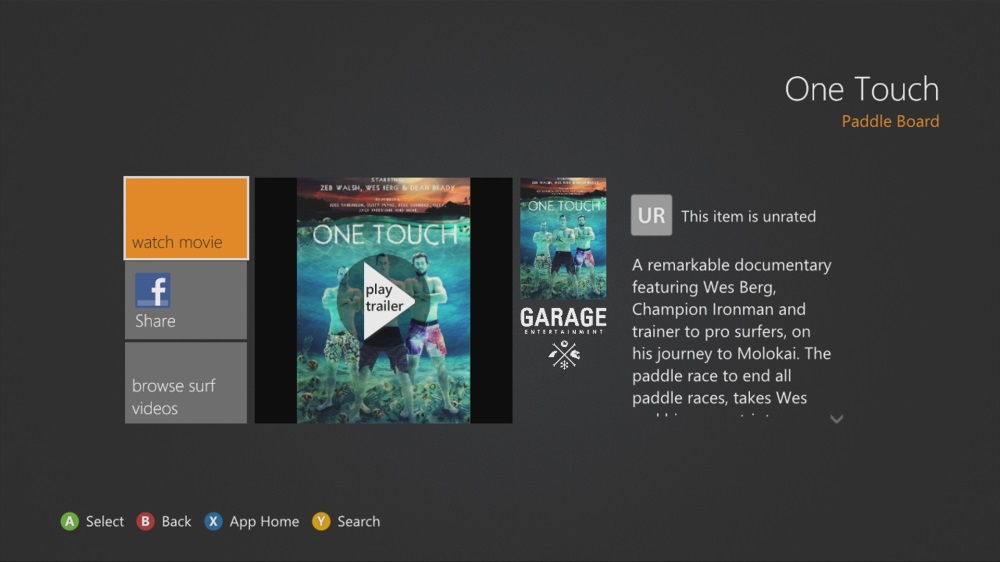 One Touch
Paddle Board
watch movie
Share
browse surf
videos
ZEB WALSH, WES BERG & DEAN BRADY
ONE TOUCH
play
trailer
ONE TOUCH
GARAGE
ENTERTAINMENT
UR This item is unrated
A remarkable documentary
featuring Wes Berg,
Champion Ironman and
trainer to pro surfers, on
his journey to Molokai. The
paddle race to end all
paddle races, takes Wes
A Select B Back X App Home Y Search